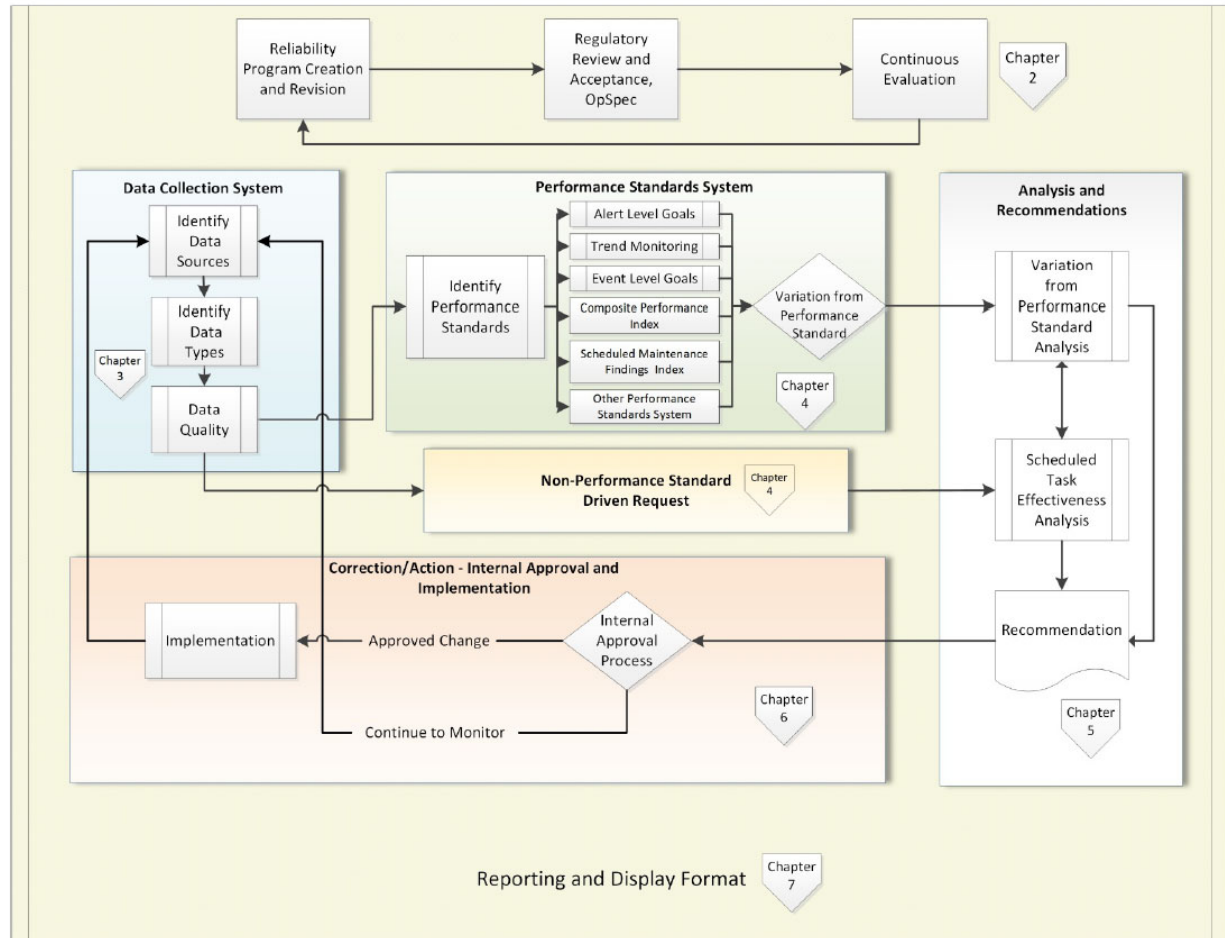 Reliability
Program Creation
and Revision
Regulatory
Review and
Acceptance,
OpSpec
Continuous
Evaluation
Chapter
2
Data Collection System
Identify
Data
Sources
Identify
Data
Types
Chapter
3
Data
Quality
Performance Standards System
Identify
Performance
Standards
Alert Level Goals
Trend Monitoring
Event Level Goals
Composite Performance
Index
Scheduled Maintenance
Findings Index
Other Performance
Standards System
Variation from
Performance
Standard
Chapter
4
Analysis and
Recommendations
Variation
from
Performance
Standard
Analysis
Scheduled
Task
Effectiveness
Analysis
Recommendation
Chapter
5
Non-Performance Standard
Driven Request
Chapter
4
Correction/Action - Internal Approval and
Implementation
Implementation
Approved Change
Internal
Approval
Process
Continue to Monitor
Chapter
6
Reporting and Display Format
Chapter
7